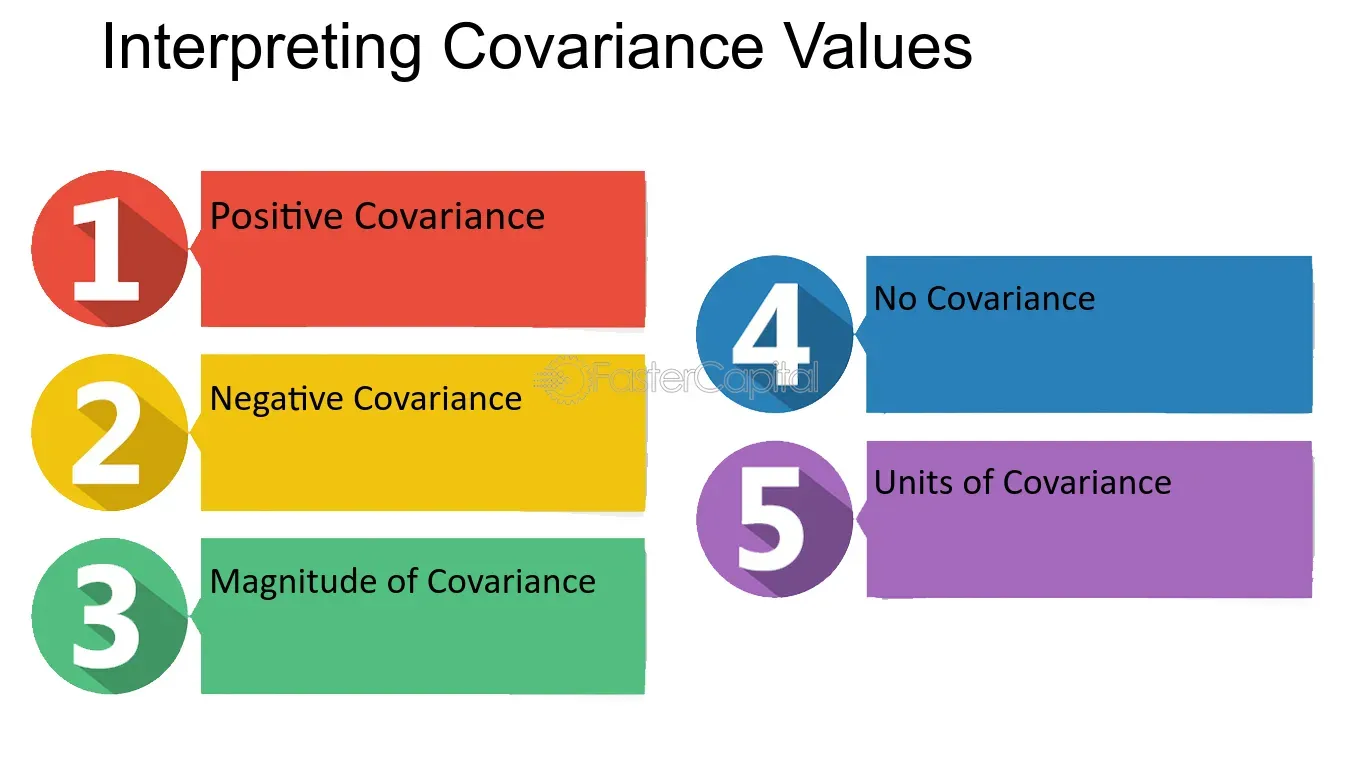 Interpreting Covariance Values
1
Positive Covariance
2
Negative Covariance
3
Magnitude of Covariance
4
No Covariance
5
Units of Covariance
FasterCapital